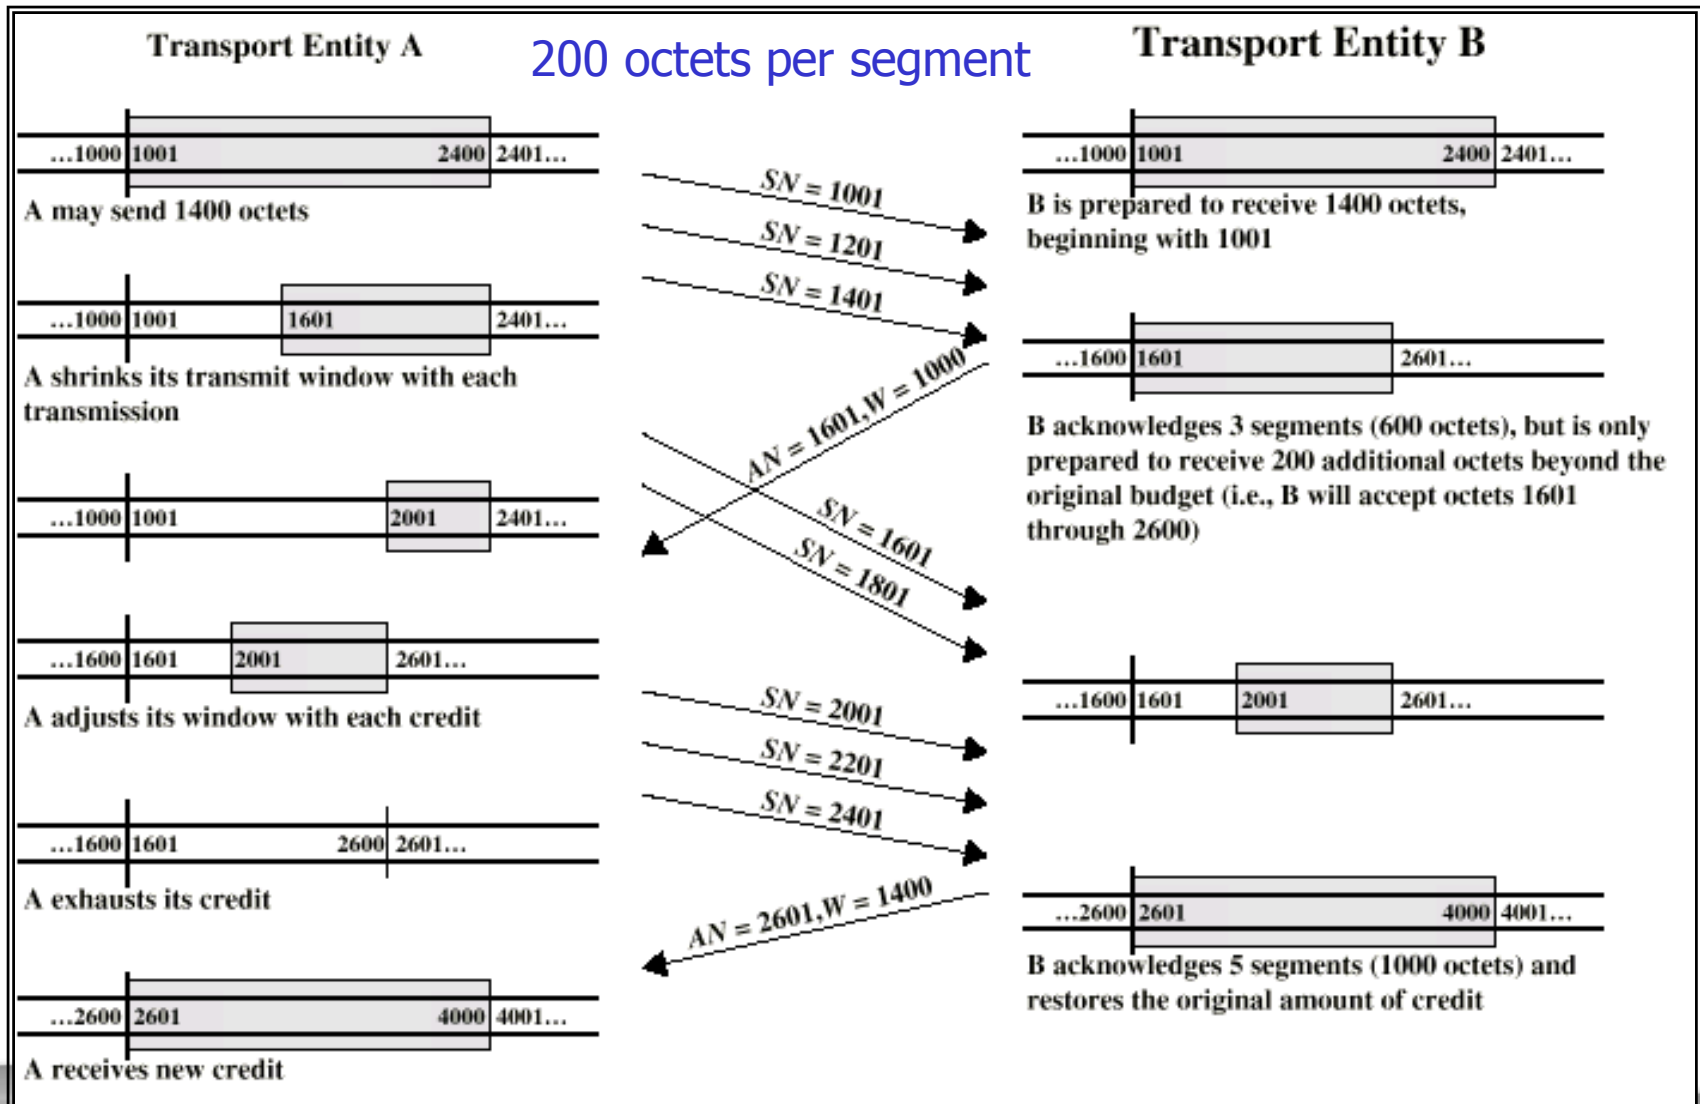 Transport Entity A
200 octets per segment
Transport Entity B
...1000 1001 2400 2401...
A may send 1400 octets
...1000 1001 1601 2401...
A shrinks its transmit window with each
transmission
...1000 1001 2001 2401...
...1600 1601 2001 2601...
A adjusts its window with each credit
...1600 1601 2600 2601...
A exhausts its credit
...2600 2601 4000 4001...
A receives new credit
SN = 1001
SN = 1201
SN = 1401
AN = 1601,W = 1000
SN = 1601
SN = 1801
SN = 2001
SN = 2201
SN = 2401
AN = 2601,W = 1400
...1000 1001 2400 2401...
B is prepared to receive 1400 octets,
beginning with 1001
...1600 1601 2601...
B acknowledges 3 segments (600 octets), but is only
prepared to receive 200 additional octets beyond the
original budget (i.e., B will accept octets 1601
through 2600)
...1600 1601 2001 2601...
...2600 2601 4000 4001...
B acknowledges 5 segments (1000 octets) and
restores the original amount of credit